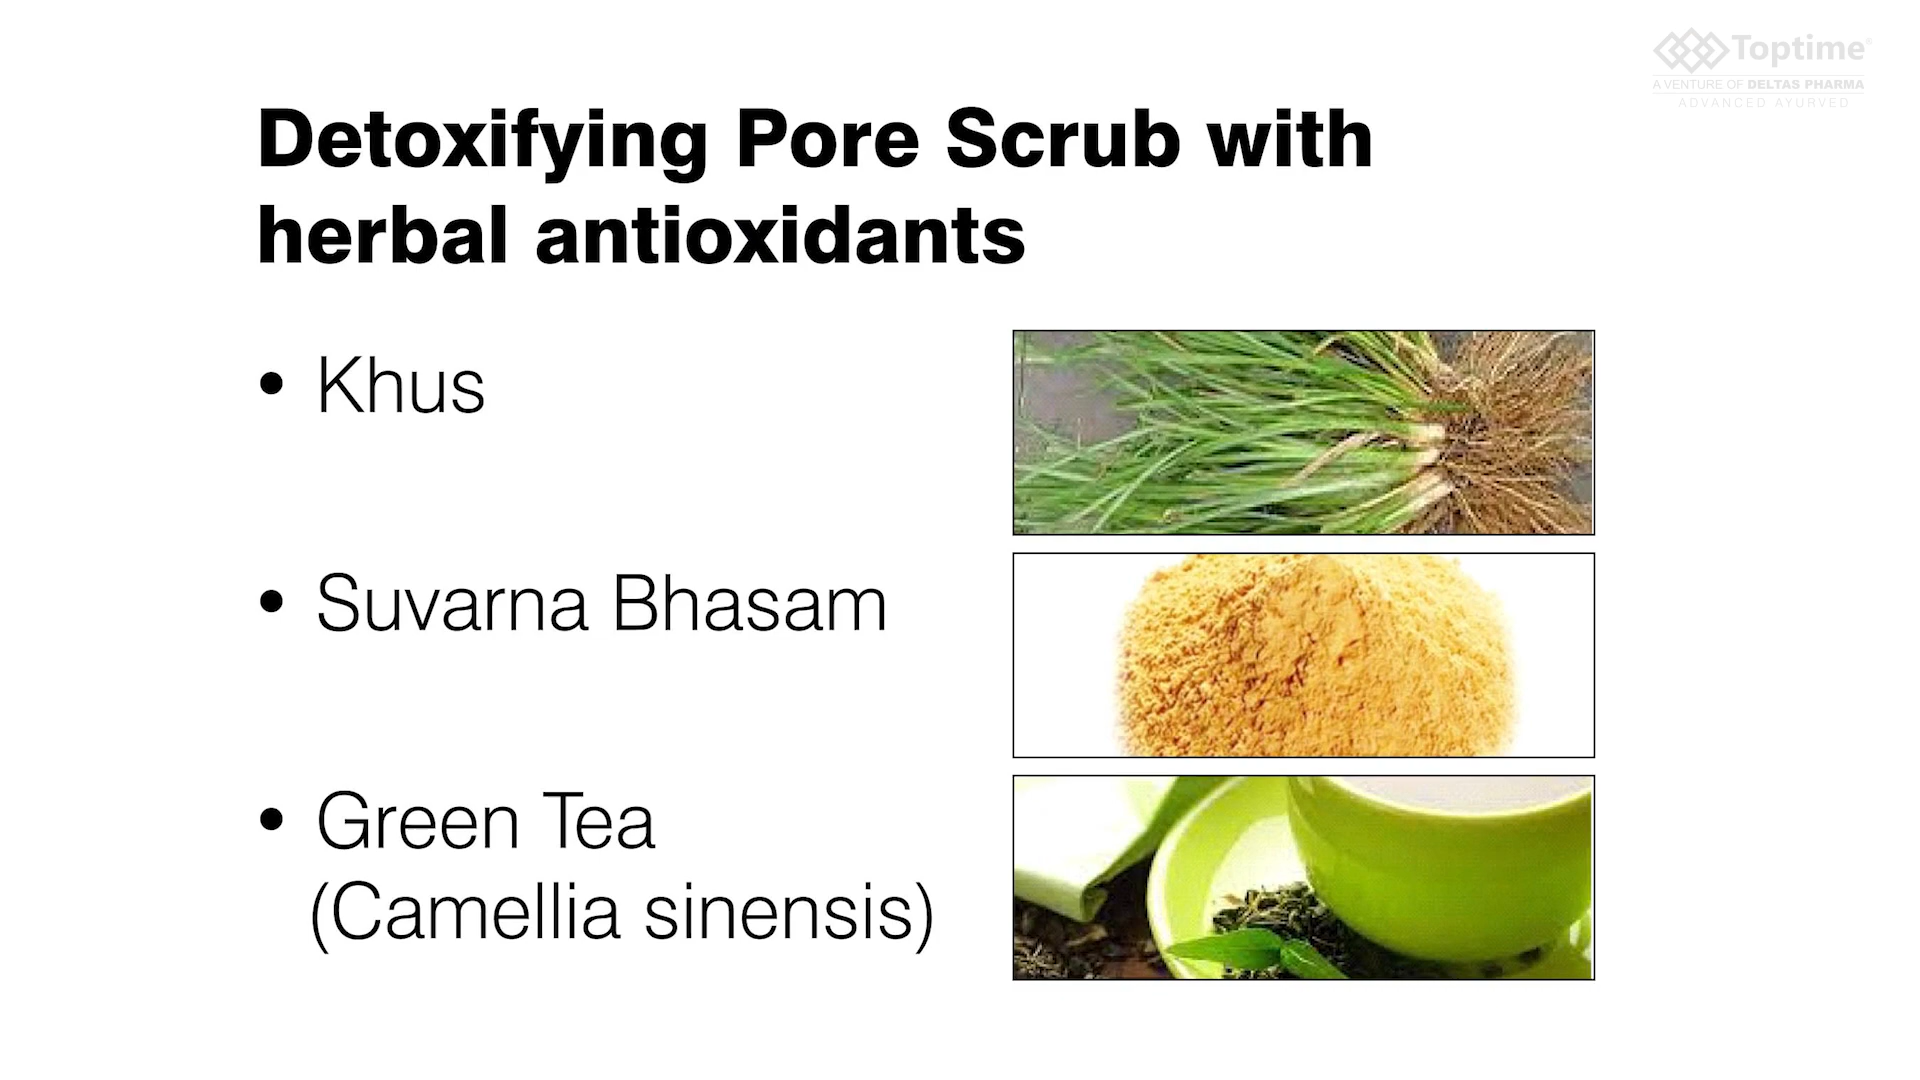 Toptime
A VENTURE OF DELTAS PHARMA
ADVANCED AYURVED
Detoxifying Pore Scrub with
herbal antioxidants
• Khus
• Suvarna Bhasam
• Green Tea
(Camellia sinensis)